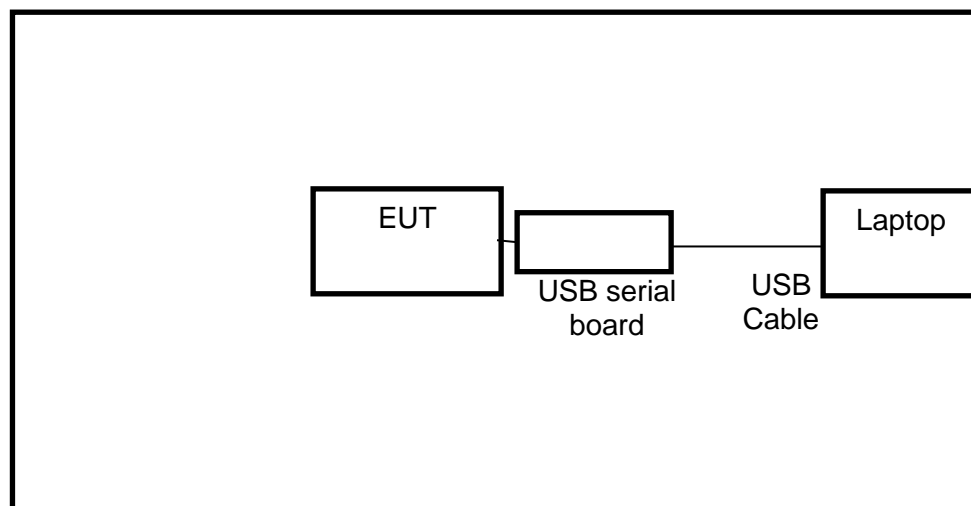 EUT
Laptop
USB serial
board
USB
Cable